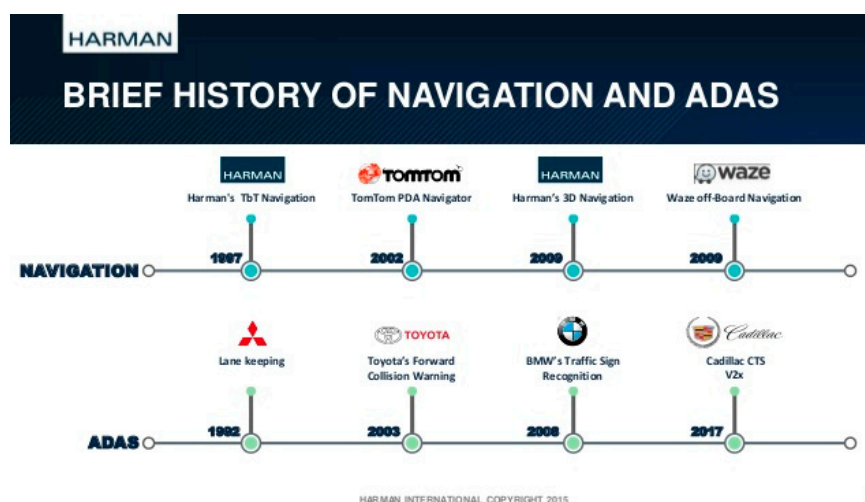 HARMAN
BRIEF HISTORY OF NAVIGATION AND ADAS
HARMAN
TOMTOM
HARMAN
waze
Harman's TbT Navigation
TomTom PDA Navigator
Harman's 3D Navigation
Waze off-Board Navigation
1997
2002
2009
2009
NAVIGATION
TOYOTA
Cadillac
Lane keeping
Toyota's Forward
Collision Warning
BMW's Traffic Sign
Recognition
Cadillac CTS
V2x
1992
2003
2008
2017
ADAS
HARMAN INTERNATIONAL COPYRIGHT 2015